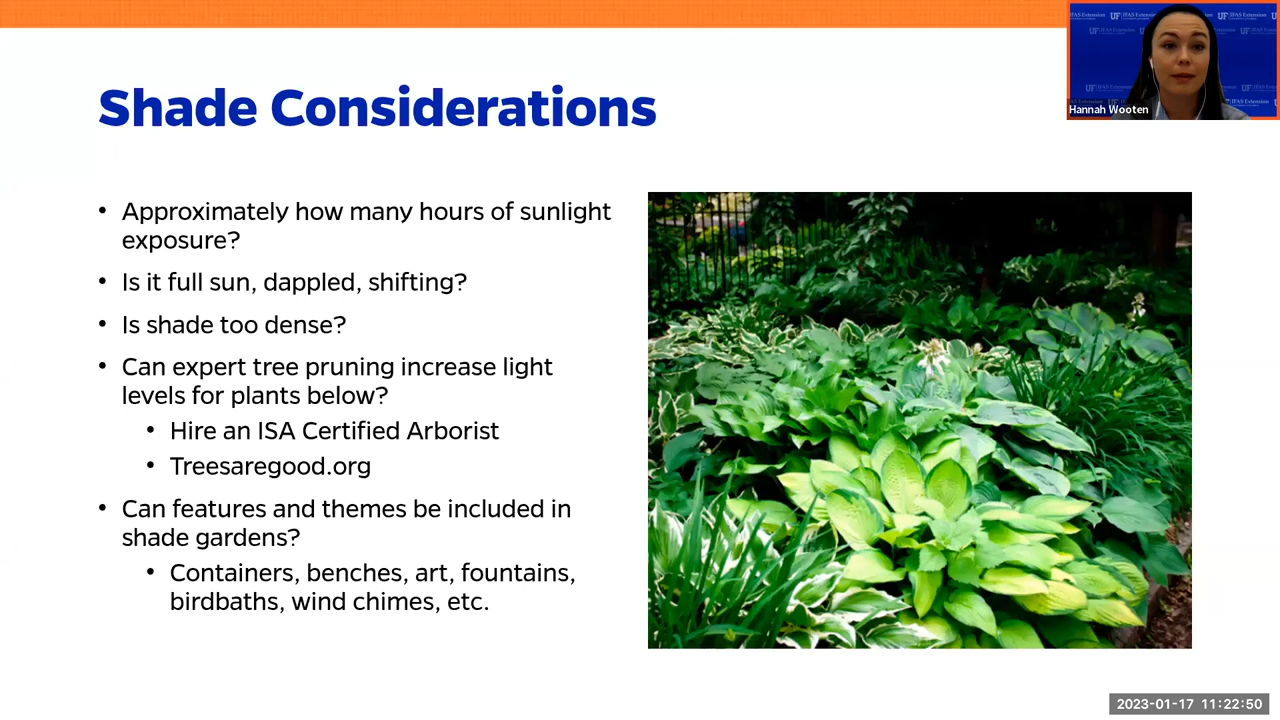 Shade Considerations
• Approximately how many hours of sunlight
exposure?
• Is it full sun, dappled, shifting?
• Is shade too dense?
• Can expert tree pruning increase light
levels for plants below?
• Hire an ISA Certified Arborist
• Treesaregood.org
• Can features and themes be included in
shade gardens?
• Containers, benches, art, fountains,
birdbaths, wind chimes, etc.
UF IFAS Extension
Hannah Wooten
2023-01-17 11:22:50